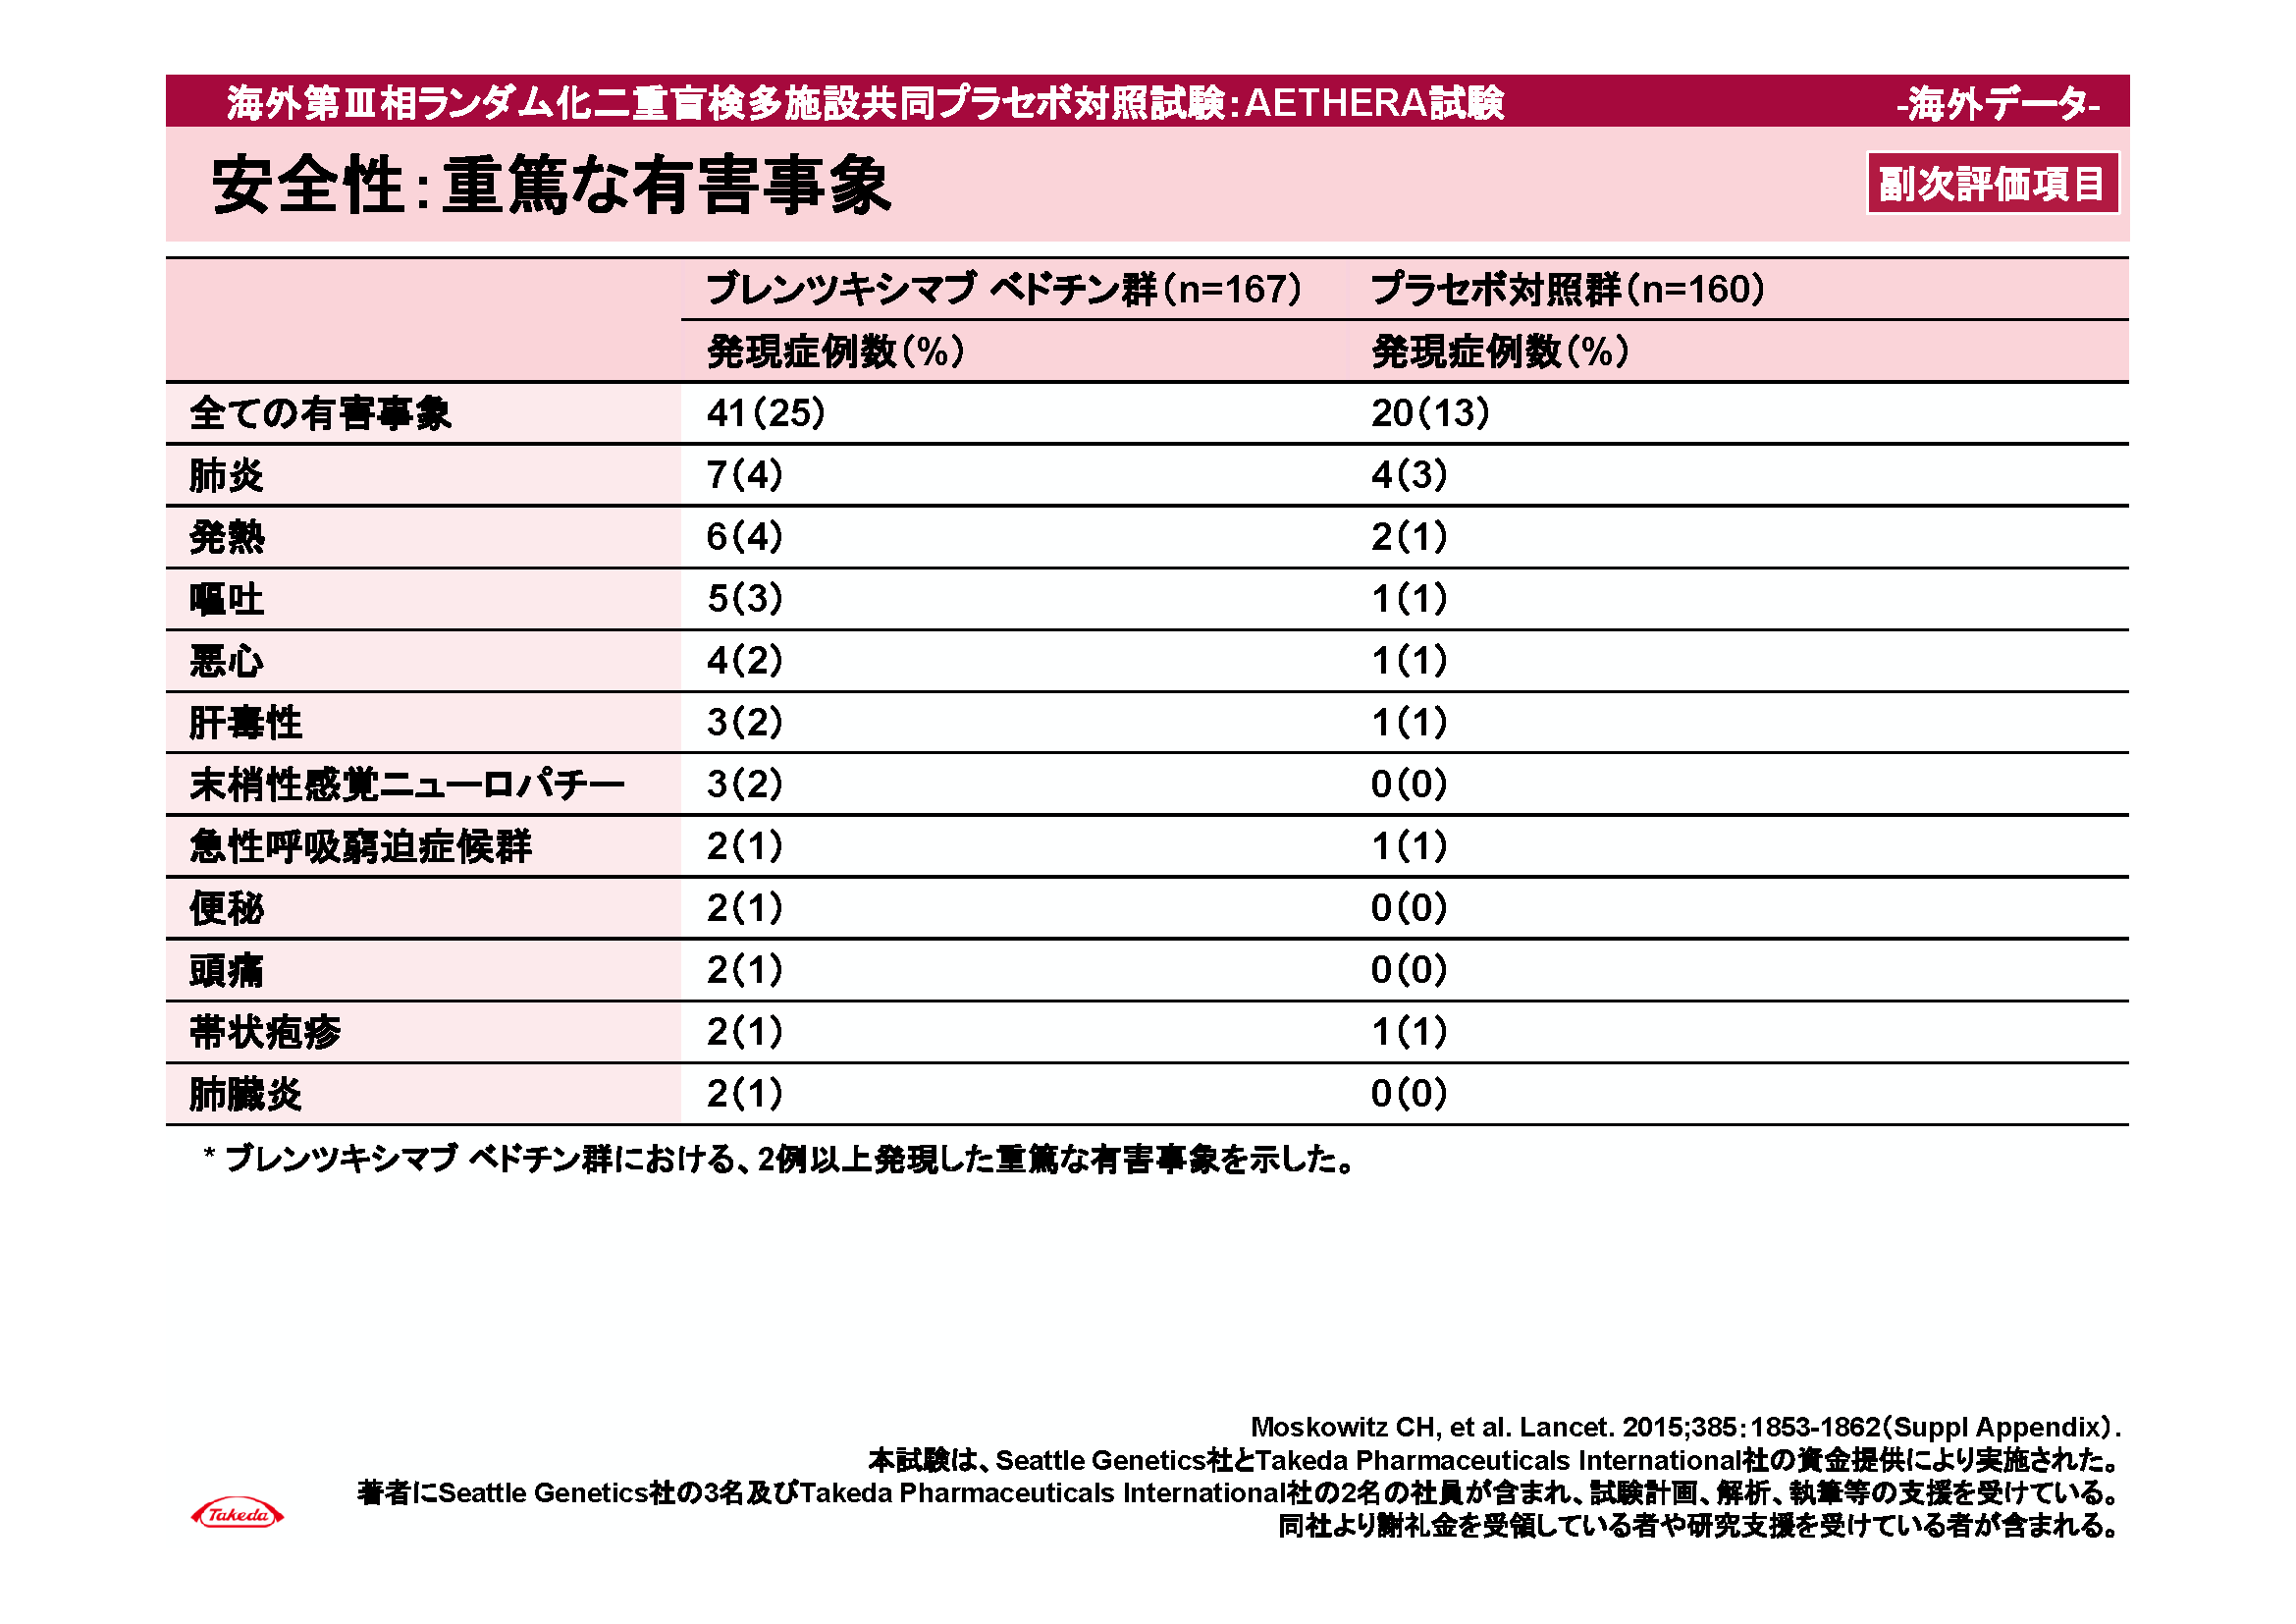 海外第Ⅲ相ランダム化二重盲検多施設共同プラセボ対照試験：AETHERA試験 -海外データ-
安全性：重篤な有害事象 副次評価項目
ブレンツキシマブ ベドチン群（n=167） プラセボ対照群（n=160）
発現症例数（%） 発現症例数（%）
全ての有害事象 41（25） 20（13）
肺炎 7（4） 4（3）
発熱 6（4） 2（1）
嘔吐 5（3） 1（1）
悪心 4（2） 1（1）
肝毒性 3（2） 1（1）
末梢性感覚ニューロパチー 3（2） 0（0）
急性呼吸窮迫症候群 2（1） 1（1）
便秘 2（1） 0（0）
頭痛 2（1） 0（0）
帯状疱疹 2（1） 1（1）
肺臓炎 2（1） 0（0）
* ブレンツキシマブ ベドチン群における、2例以上発現した重篤な有害事象を示した。
Moskowitz CH, et al. Lancet. 2015;385：1853-1862（Suppl Appendix）.
本試験は、Seattle Genetics社とTakeda Pharmaceuticals International社の資金提供により実施された。
著者にSeattle Genetics社の3名及びTakeda Pharmaceuticals International社の2名の社員が含まれ、試験計画、解析、執筆等の支援を受けている。
同社より謝礼金を受領している者や研究支援を受けている者が含まれる。
Takeda